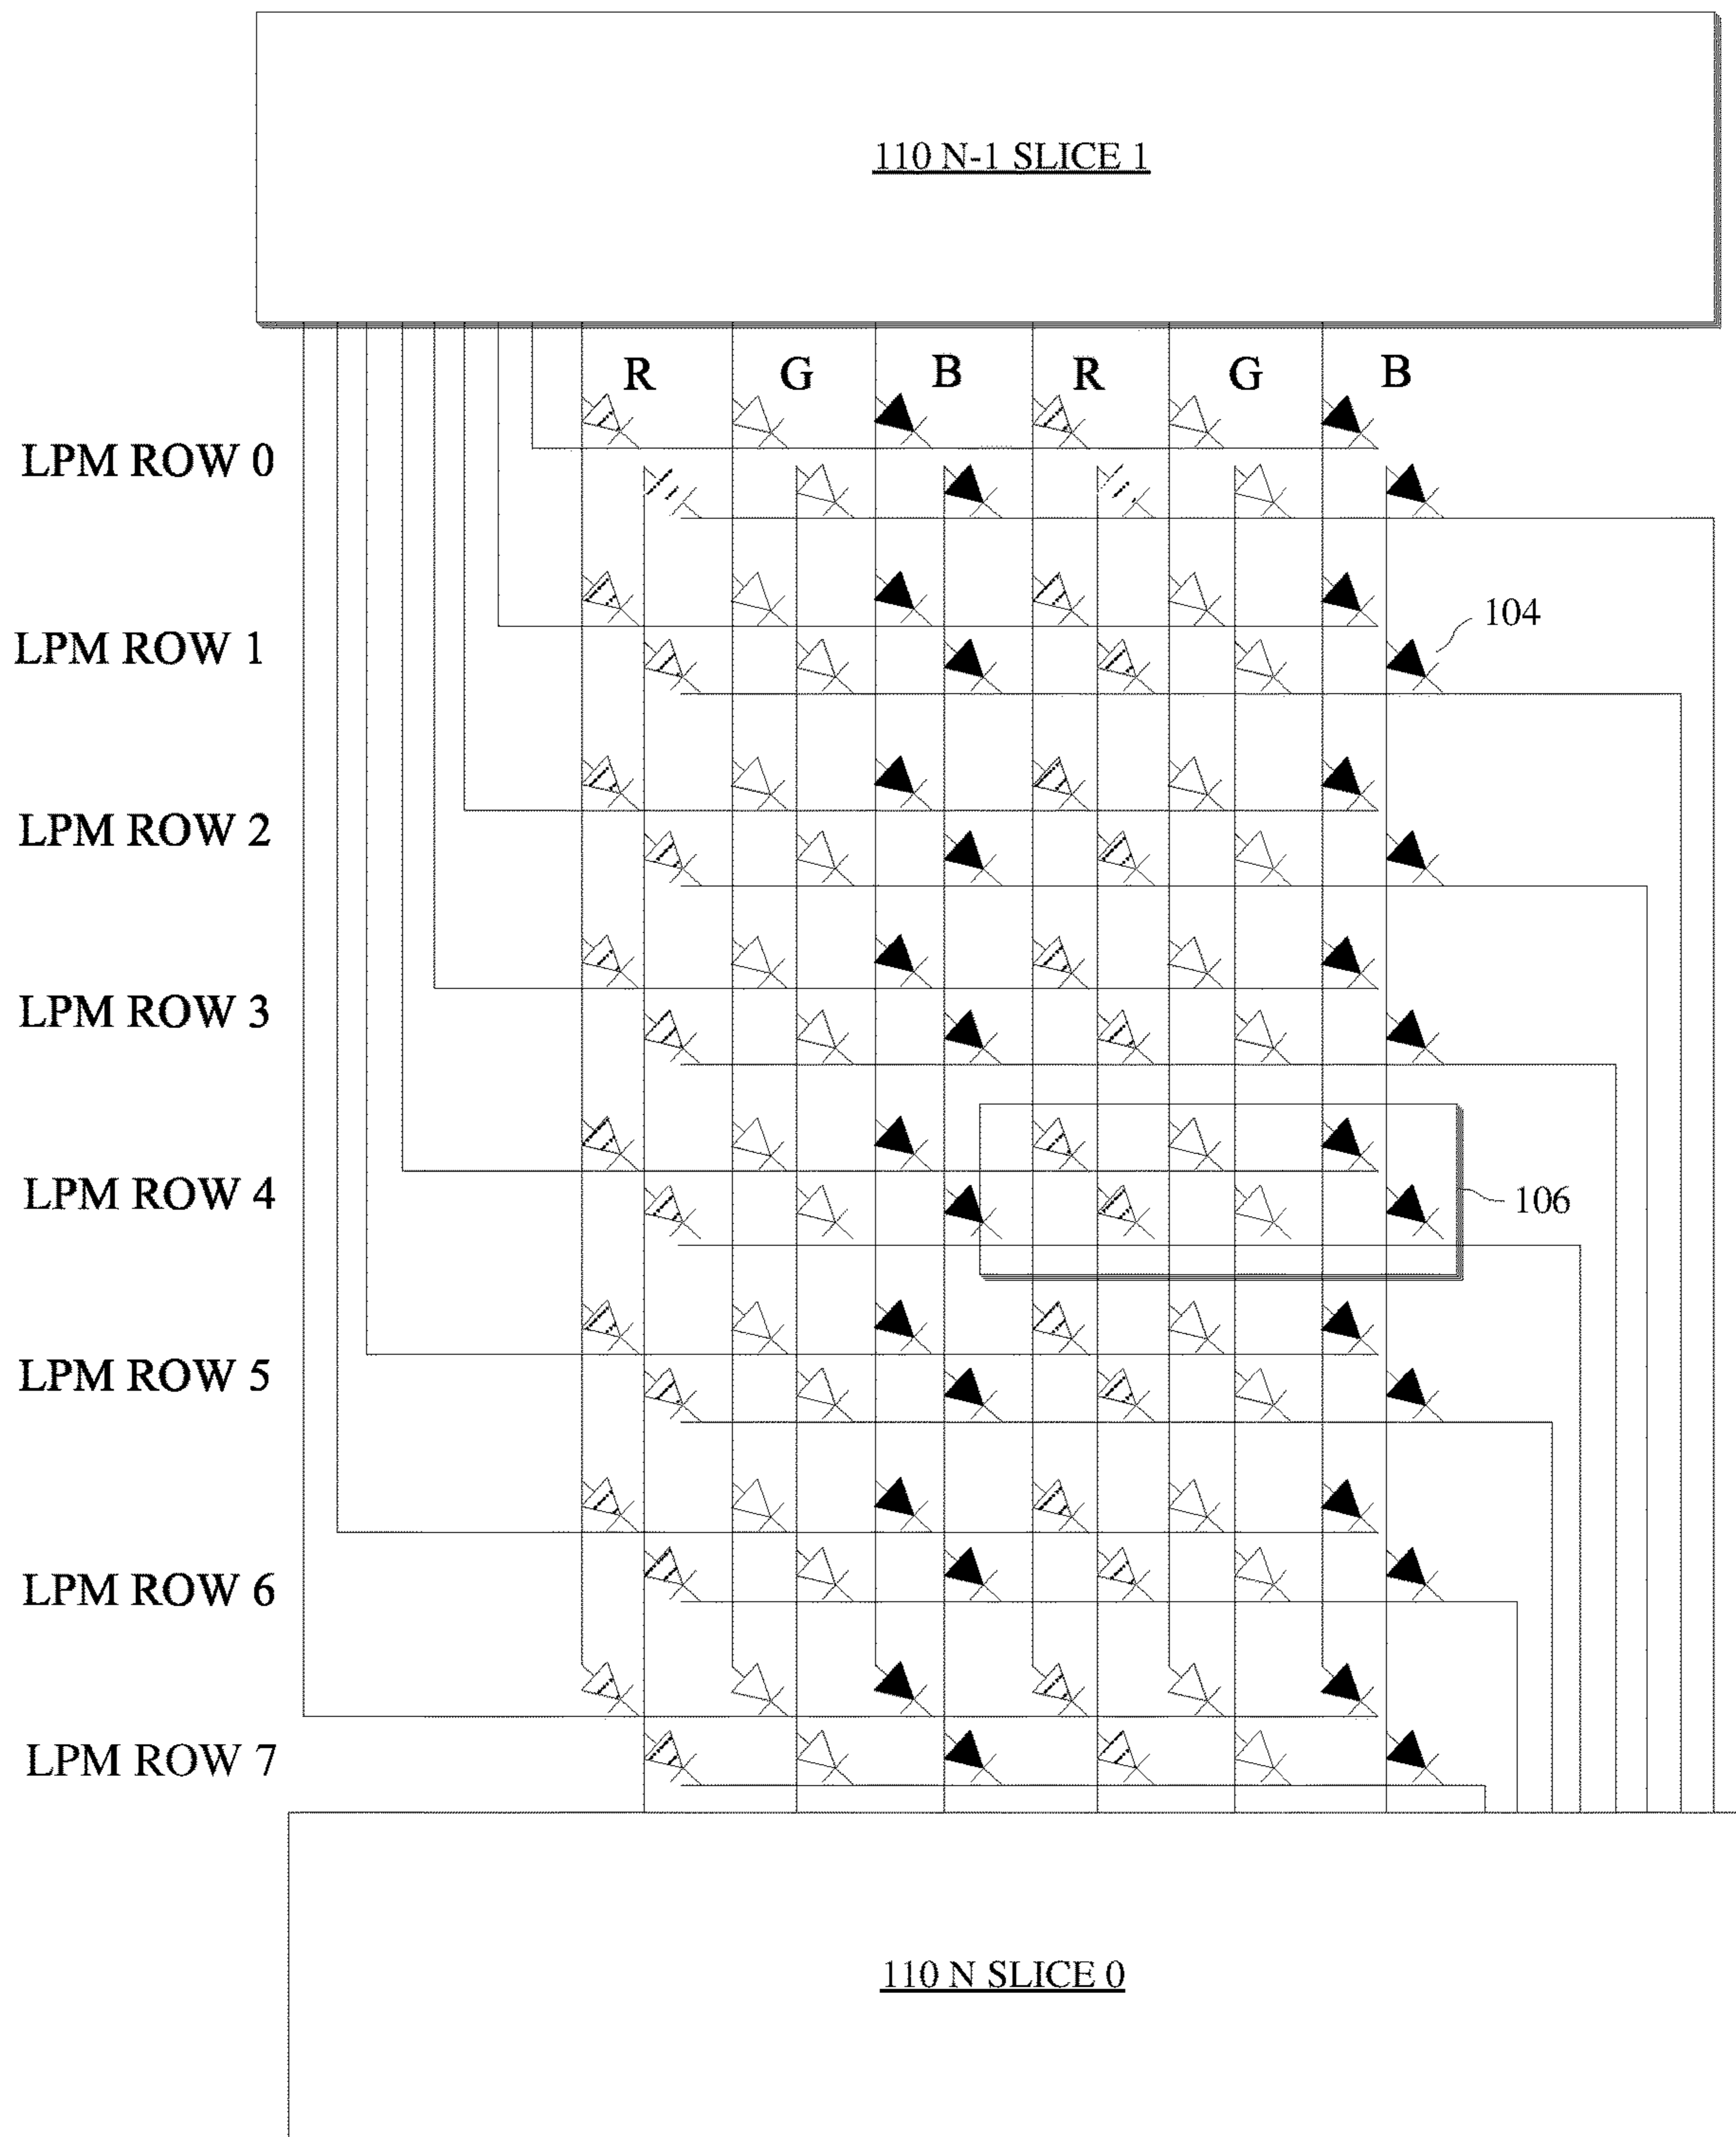 110 N-1 SLICE 1
R G B R G B
LPM ROW 0
104
LPM ROW 1
LPM ROW 2
LPM ROW 3
LPM ROW 4
106
LPM ROW 5
LPM ROW 6
LPM ROW 7
110 N SLICE 0